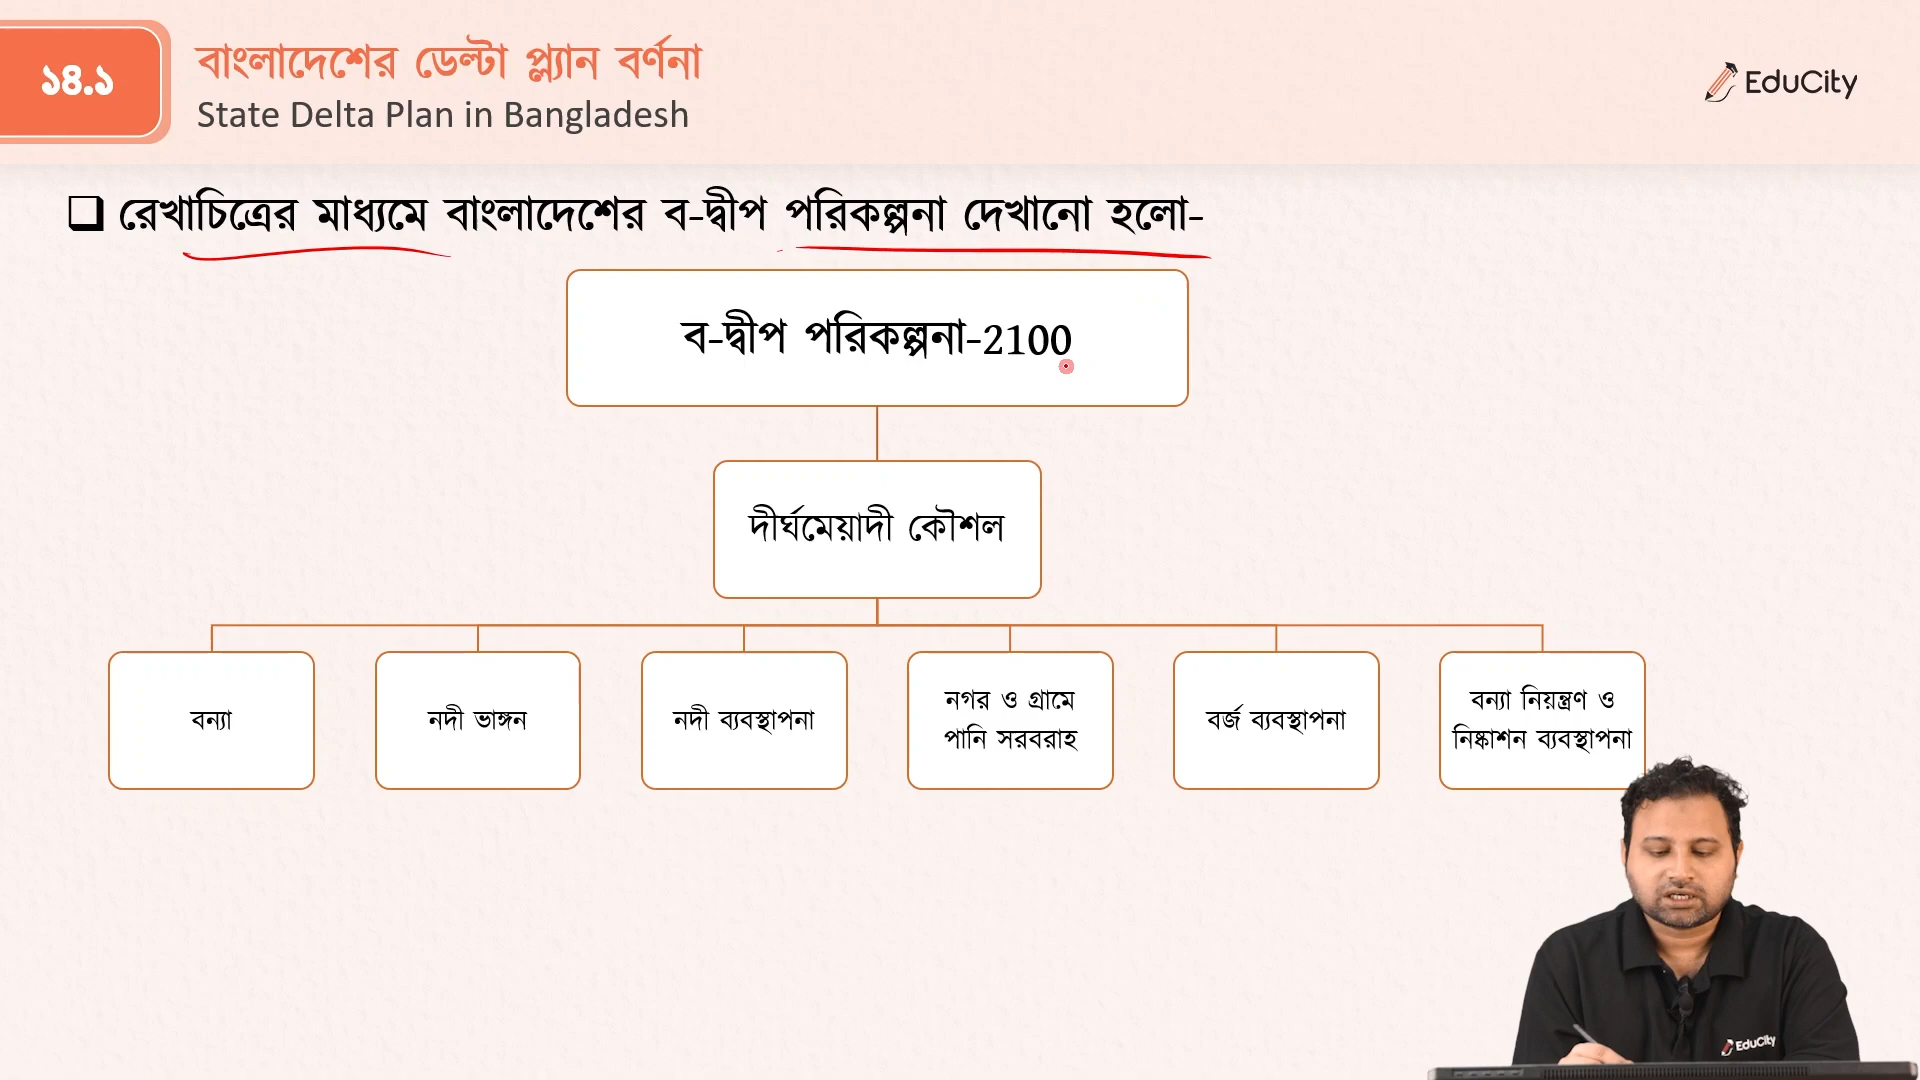 ১৪.১
বাংলাদেশের ডেল্টা প্ল্যান বর্ণনা
State Delta Plan in Bangladesh
EduCity
রেখাচিত্রের মাধ্যমে বাংলাদেশের ব-দ্বীপ পরিকল্পনা দেখানো হলো-
ব-দ্বীপ পরিকল্পনা-2100
দীর্ঘমেয়াদী কৌশল
বন্যা
নদী ভাঙ্গন
নদী ব্যবস্থাপনা
নগর ও গ্রামে
পানি সরবরাহ
বর্জ ব্যবস্থাপনা
বন্যা নিয়ন্ত্রণ ও
নিষ্কাশন ব্যবস্থাপনা
EduCity